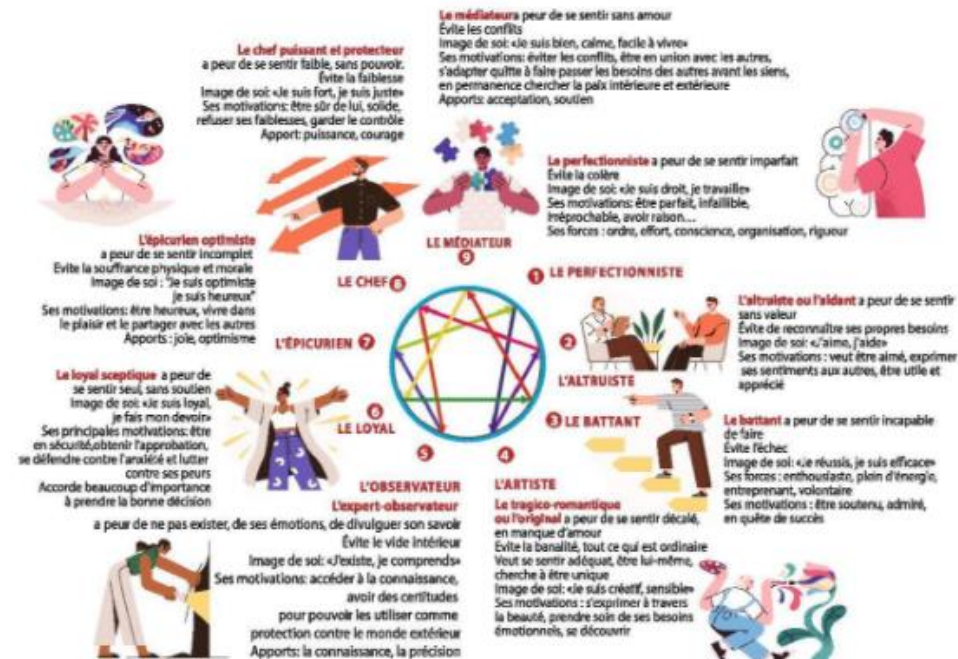 Le médiateura peur de se sentir sans amour
Évite les conflits
Image de soi: «Je suis bien, calme, facile à vivre»
Ses motivations: éviter les conflits, être en union avec les autres,
s'adapter quitte à faire passer les besoins des autres avant les siens,
en permanence chercher la paix intérieure et extérieure
Apports: acceptation, soutien
Le chef puissant et protecteur
a peur de se sentir faible, sans pouvoir.
Évite la faiblesse
Image de soi: «Je suis fort, je suis juste»
Ses motivations: être sûr de lui, solide,
refuser ses faiblesses, garder le contrôle
Apport: puissance, courage
Le perfectionniste a peur de se sentir imparfait
Évite la colère
Image de soi: «Je suis droit, je travaille»
Ses motivations: être parfait, infaillible,
irréprochable, avoir raison...
Ses forces : ordre, effort, conscience, organisation, rigueur
L'épicurien optimiste
a peur de se sentir incomplet
Evite la souffrance physique et morale
Image de soi : "Je suis optimiste
je suis heureux"
Ses motivations: être heureux, vivre dans
le plaisir et le partager avec les autres
Apports : joie, optimisme
LE MÉDIATEUR
9
LE CHEF 8
1 LE PERFECTIONNISTE
L'ÉPICURIEN 7
2
L'ALTRUISTE
L'altruiste ou l'aidant a peur de se sentir
sans valeur
Évite de reconnaître ses propres besoins
Image de soi: «J'aime, j'aide»
Ses motivations : veut être aimé, exprimer
ses sentiments aux autres, être utile et
apprécié
Le loyal sceptique a peur de
se sentir seul, sans soutien
Image de soi: «Je suis loyal,
je fais mon devoir»
Ses principales motivations: être
en sécurité,obtenir l'approbation,
se défendre contre l'anxiété et lutter
contre ses peurs
Accorde beaucoup d'importance
à prendre la bonne décision
6
LE LOYAL
3 LE BATTANT
Le battant a peur de se sentir incapable
de faire
Évite l'échec
Image de soi: «Je réussis, je suis efficace»
Ses forces : enthousiaste, plein d'énergie,
entreprenant, volontaire
Ses motivations : être soutenu, admiré,
en quête de succès
5
L'OBSERVATEUR
L'expert-observateur
a peur de ne pas exister, de ses émotions, de divulguer son savoir
Évite le vide intérieur
Image de soi: «J'existe, je comprends»
Ses motivations: accéder à la connaissance,
avoir des certitudes
pour pouvoir les utiliser comme
protection contre le monde extérieur
Apports: la connaissance, la précision
4
L'ARTISTE
Le tragico-romantique
ou l'original a peur de se sentir décalé,
en manque d'amour
Évite la banalité, tout ce qui est ordinaire
Veut se sentir adéquat, être lui-même,
cherche à être unique
Image de soi: «Je suis créatif, sensible»
Ses motivations : s'exprimer à travers
la beauté, prendre soin de ses besoins
émotionnels, se découvrir